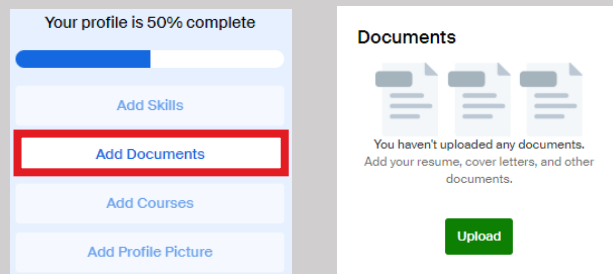 Your profile is 50% complete
Add Skills
Add Documents
Add Courses
Add Profile Picture
Documents
You haven't uploaded any documents.
Add your resume, cover letters, and other
documents.
Upload